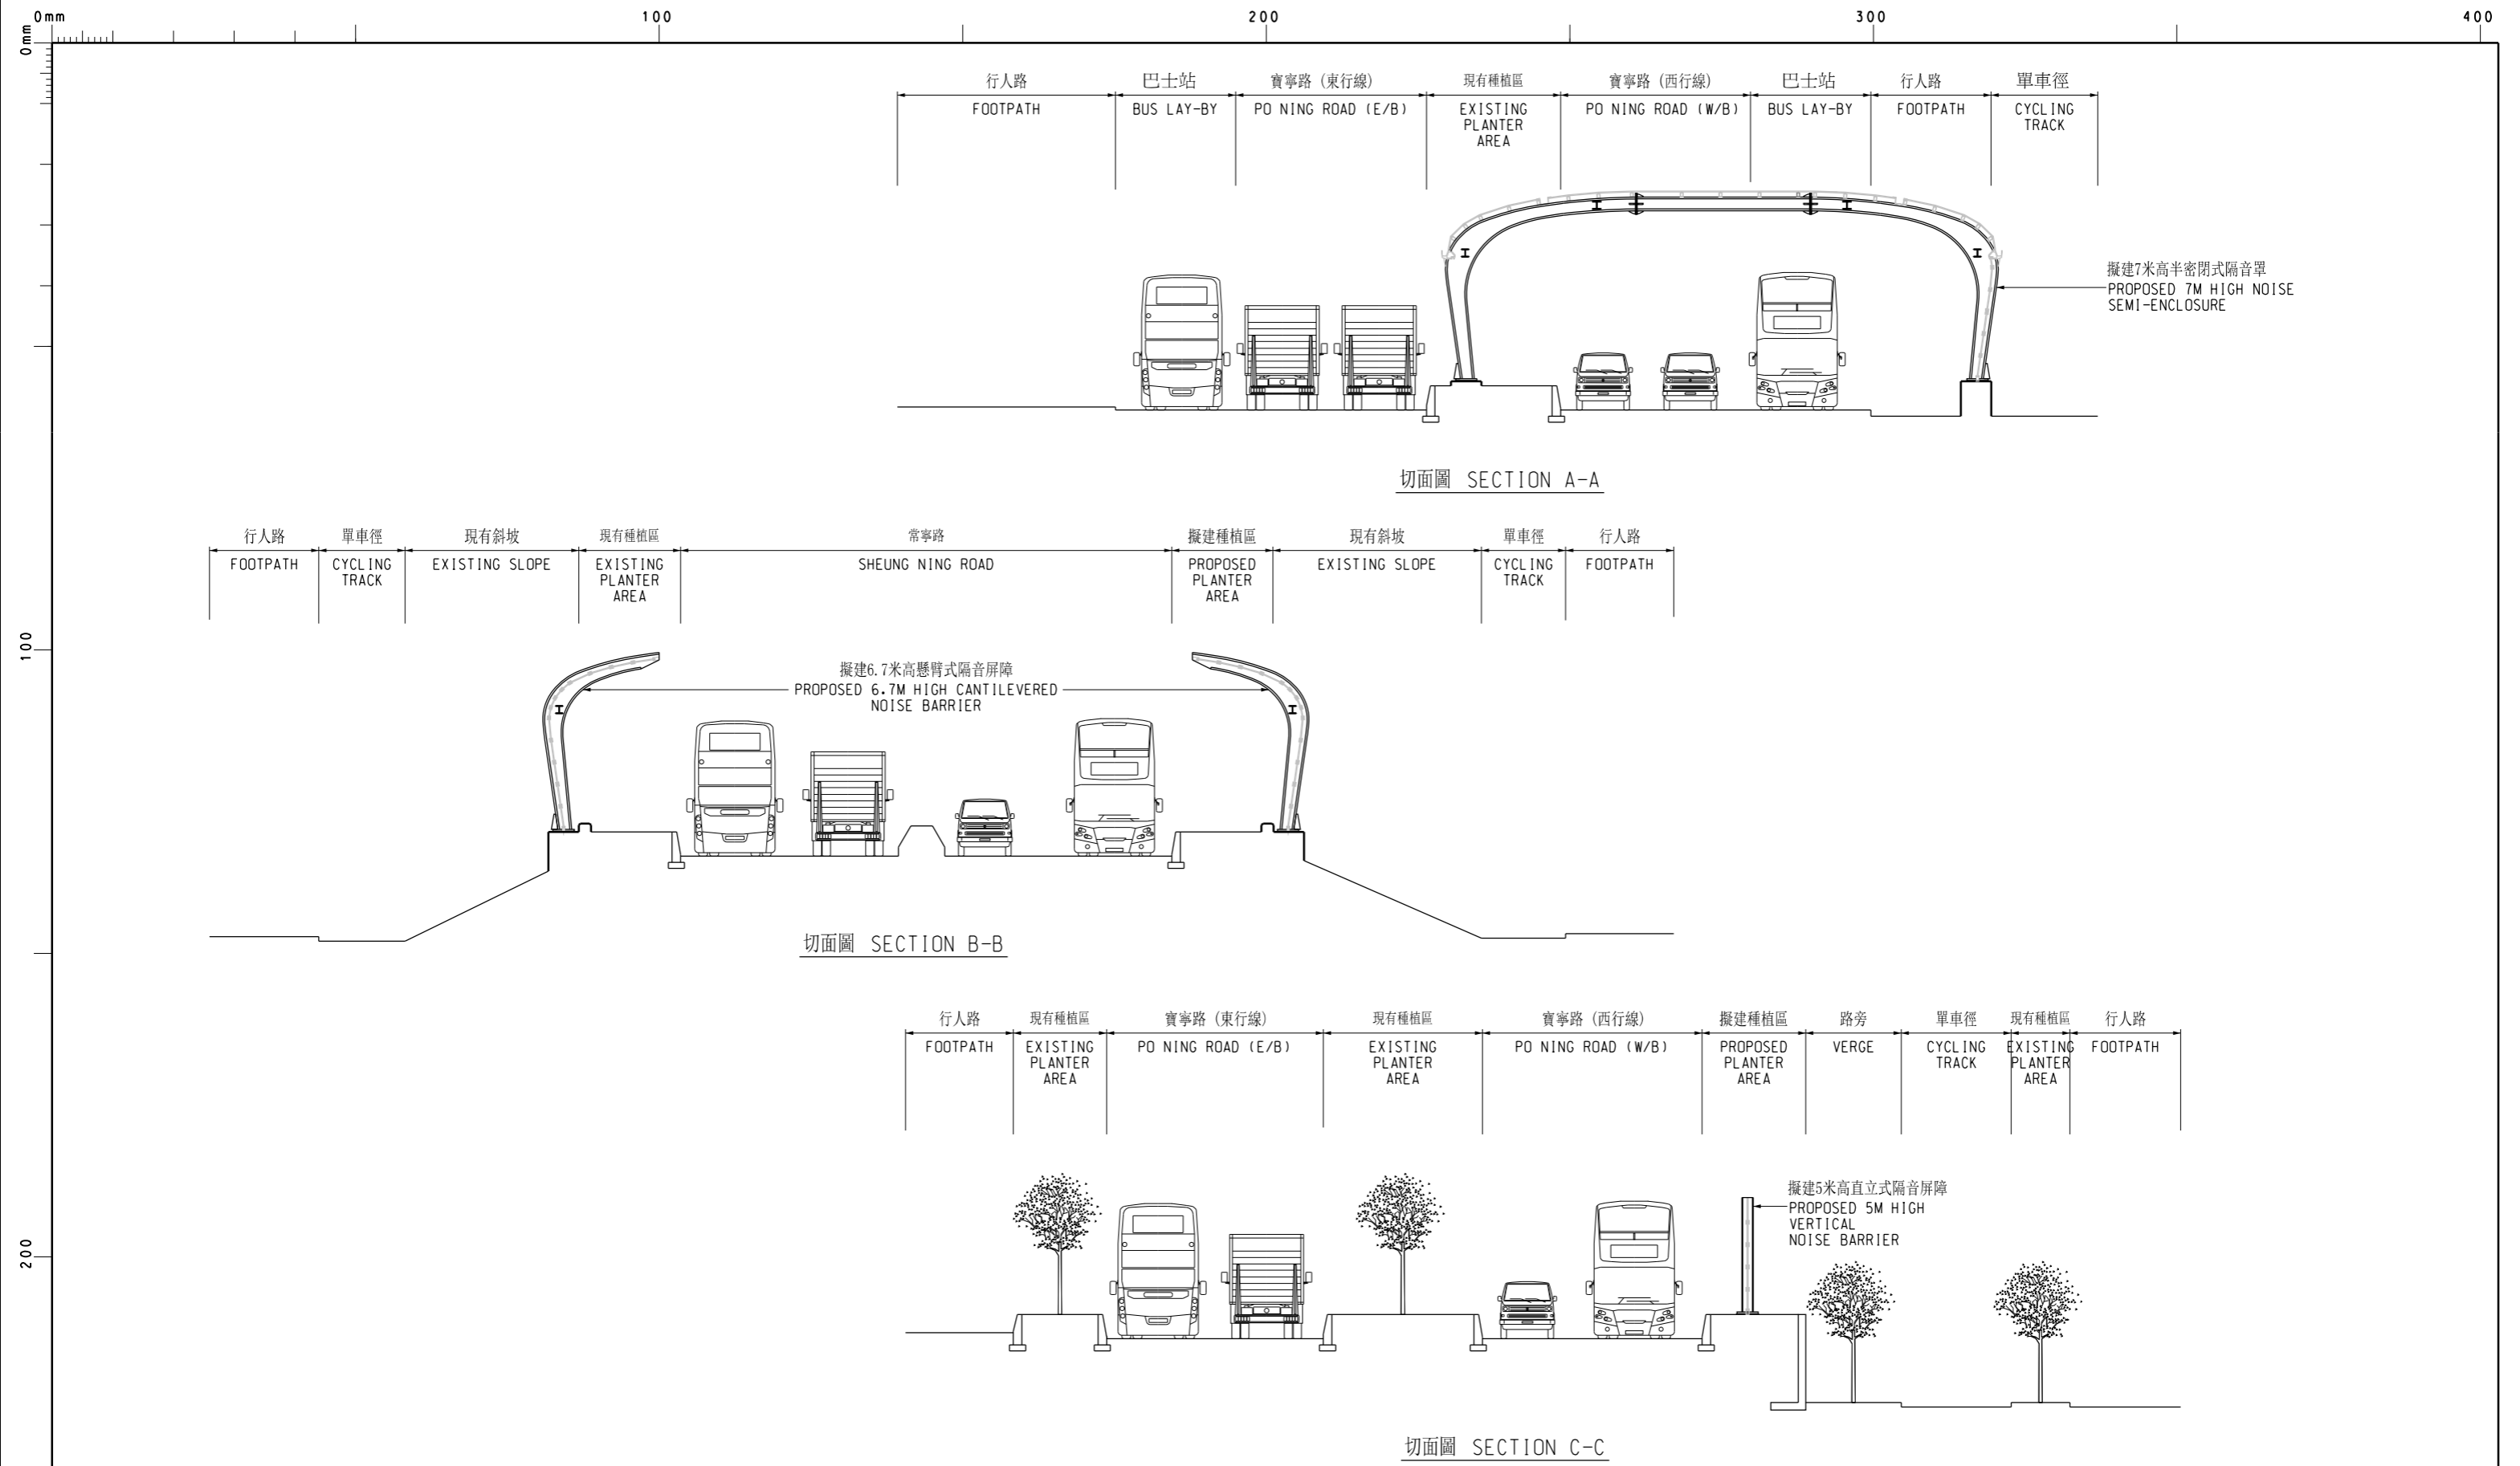 0mm 100 200 300 400
0mm
行人路 巴士站 寶寧路 (東行線) 現有種植區 寶寧路 (西行線) 巴士站 行人路 單車徑
FOOTPATH BUS LAY-BY PO NING ROAD (E/B) EXISTING PLANTER AREA PO NING ROAD (W/B) BUS LAY-BY FOOTPATH CYCLING TRACK
擬建7米高半密閉式隔音罩
PROPOSED 7M HIGH NOISE
SEMI-ENCLOSURE
切面圖 SECTION A-A
行人路 單車徑 現有斜坡 現有種植區 常寧路 擬建種植區 現有斜坡 單車徑 行人路
FOOTPATH CYCLING TRACK EXISTING SLOPE EXISTING PLANTER AREA SHEUNG NING ROAD PROPOSED PLANTER AREA EXISTING SLOPE CYCLING TRACK FOOTPATH
100
擬建6.7米高懸臂式隔音屏障
PROPOSED 6.7M HIGH CANTILEVERED
NOISE BARRIER
切面圖 SECTION B-B
行人路 現有種植區 寶寧路 (東行線) 現有種植區 寶寧路 (西行線) 擬建種植區 路旁 單車徑 現有種植區 行人路
FOOTPATH EXISTING PLANTER AREA PO NING ROAD (E/B) EXISTING PLANTER AREA PO NING ROAD (W/B) PROPOSED PLANTER AREA VERGE CYCLING TRACK EXISTING PLANTER AREA FOOTPATH
擬建5米高直立式隔音屏障
PROPOSED 5M HIGH
VERTICAL
NOISE BARRIER
200
切面圖 SECTION C-C